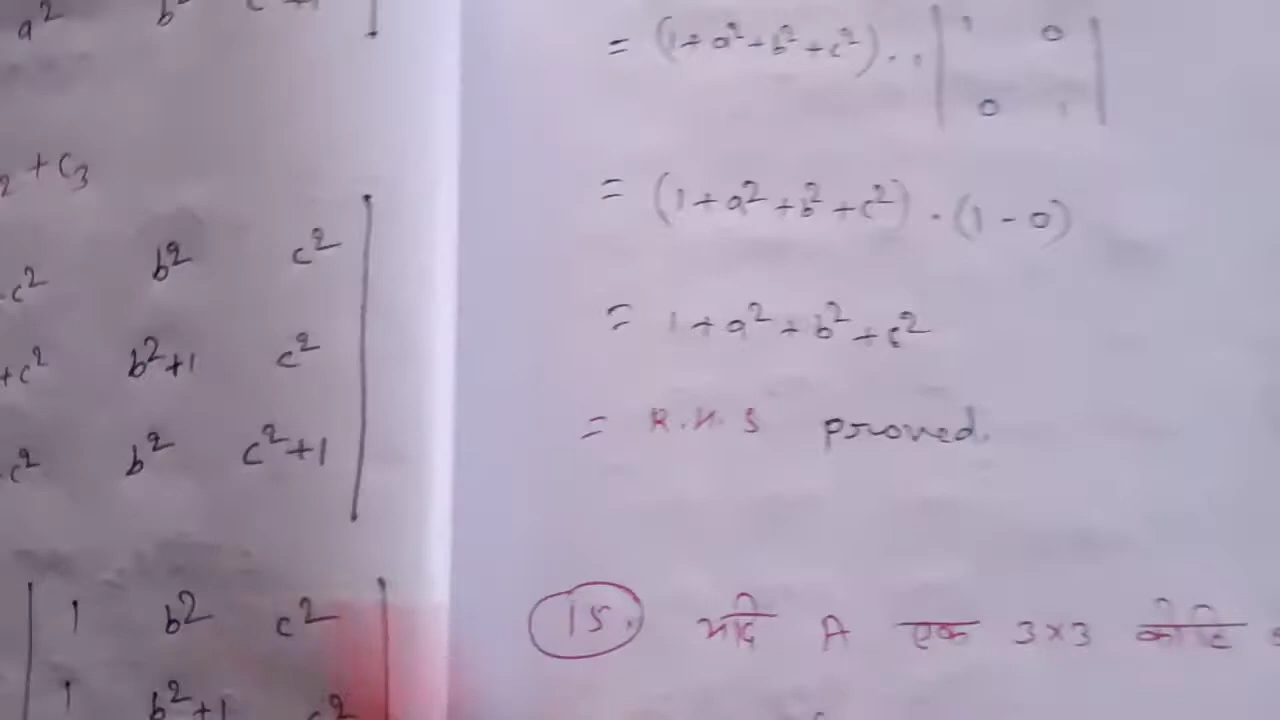 a² b² c²+1
₂ + C₃
c² b² c²
+c² b²+1 c²
c² b² c²+1
1 b² c²
1 b²+1 c²
= (1+a²+b²+c²) . 1 | 1 0
0 1 |
= (1+a²+b²+c²) . (1-0)
= 1+a²+b²+c²
= R.H.S proved.
15. यदि A एक 3×3 कोटि